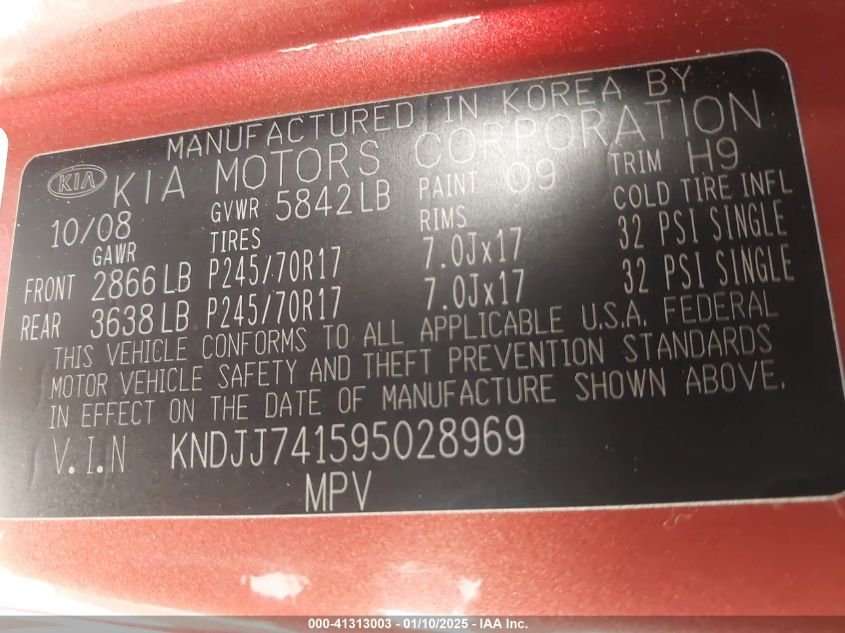 MANUFACTURED IN KOREA BY
KIA KIA MOTORS CORPORATION
10/08 GVWR 5842LB PAINT 09 TRIM H9
GAWR TIRES RIMS COLD TIRE INFL
FRONT 2866LB P245/70R17 7.0Jx17 32 PSI SINGLE
REAR 3638LB P245/70R17 7.0Jx17 32 PSI SINGLE
THIS VEHICLE CONFORMS TO ALL APPLICABLE U.S.A. FEDERAL
MOTOR VEHICLE SAFETY AND THEFT PREVENTION STANDARDS
IN EFFECT ON THE DATE OF MANUFACTURE SHOWN ABOVE.
V.I.N KNDJJ741595028969
MPV
000-41313003 - 01/10/2025 - IAA Inc.